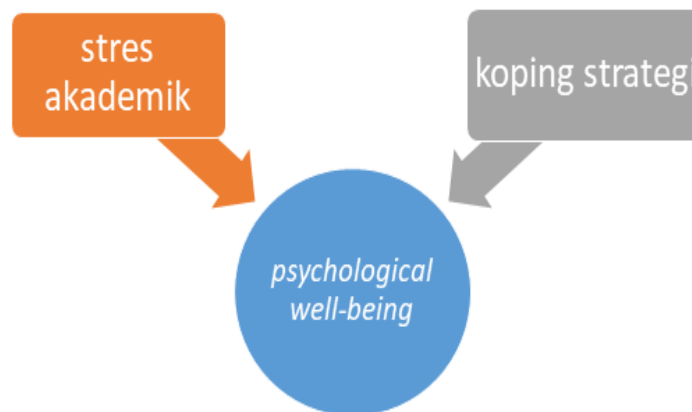 stres
akademik
koping strategi
psychological
well-being